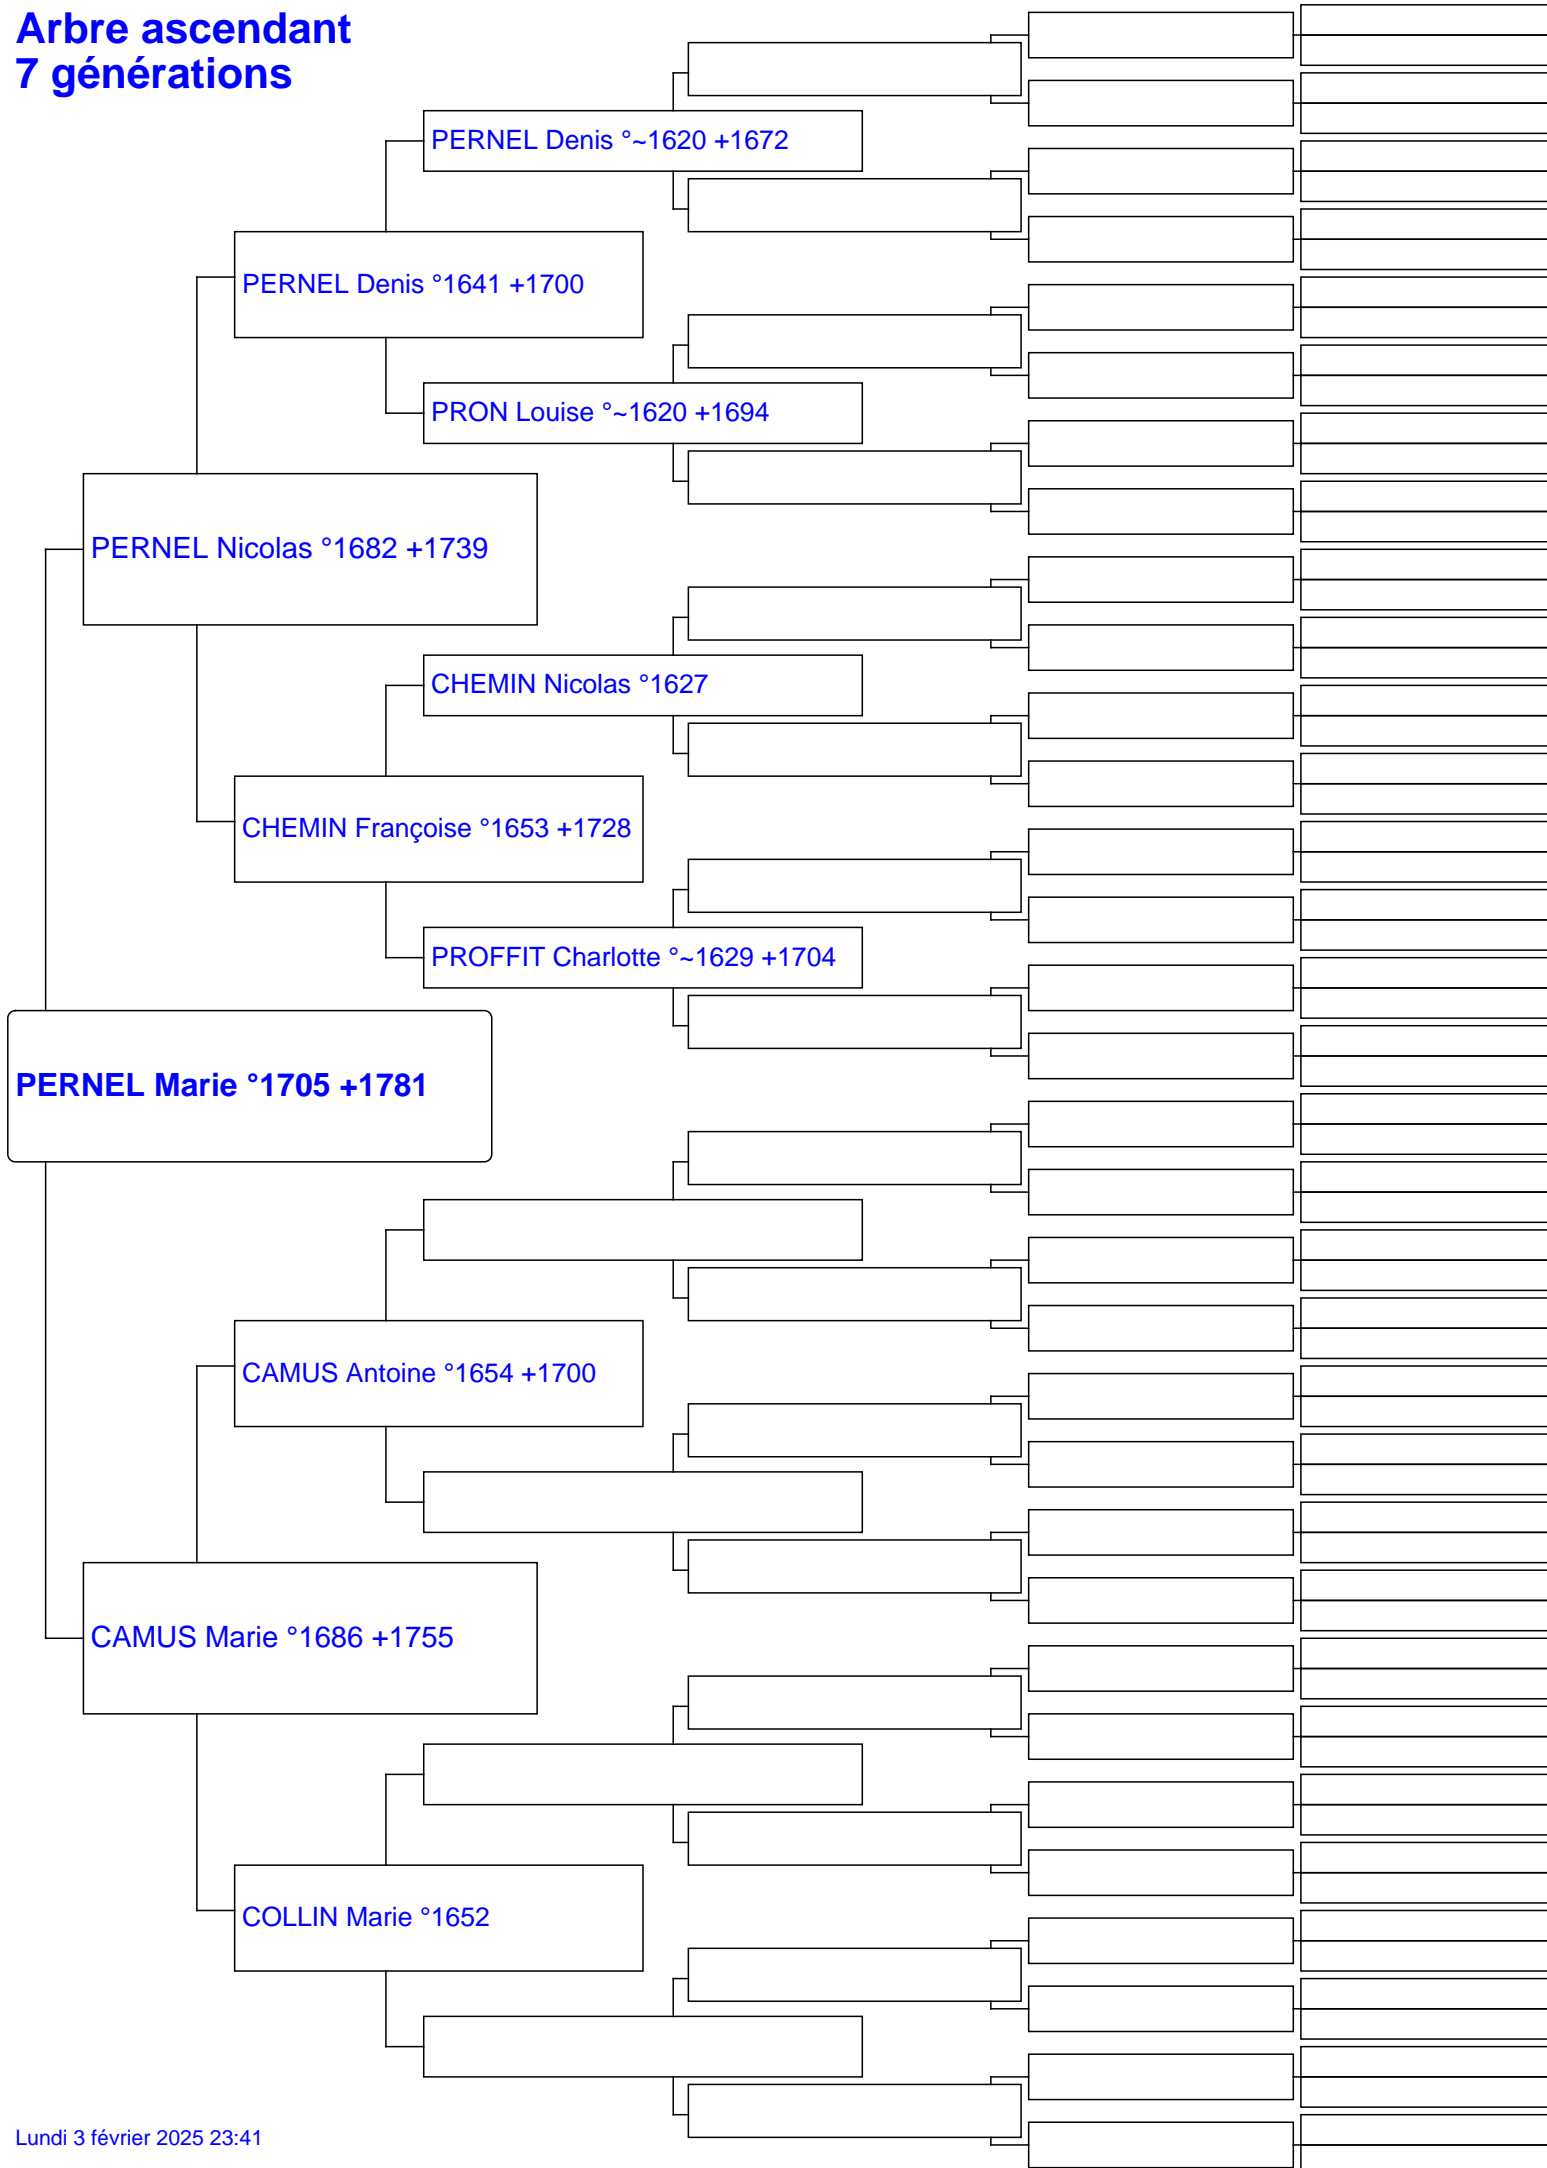 Arbre ascendant
7 générations
PERNEL Denis °~1620 +1672
PERNEL Denis °1641 +1700
PRON Louise °~1620 +1694
PERNEL Nicolas °1682 +1739
CHEMIN Nicolas °1627
CHEMIN Françoise °1653 +1728
PROFFIT Charlotte °~1629 +1704
PERNEL Marie °1705 +1781
CAMUS Antoine °1654 +1700
CAMUS Marie °1686 +1755
COLLIN Marie °1652
Lundi 3 février 2025 23:41